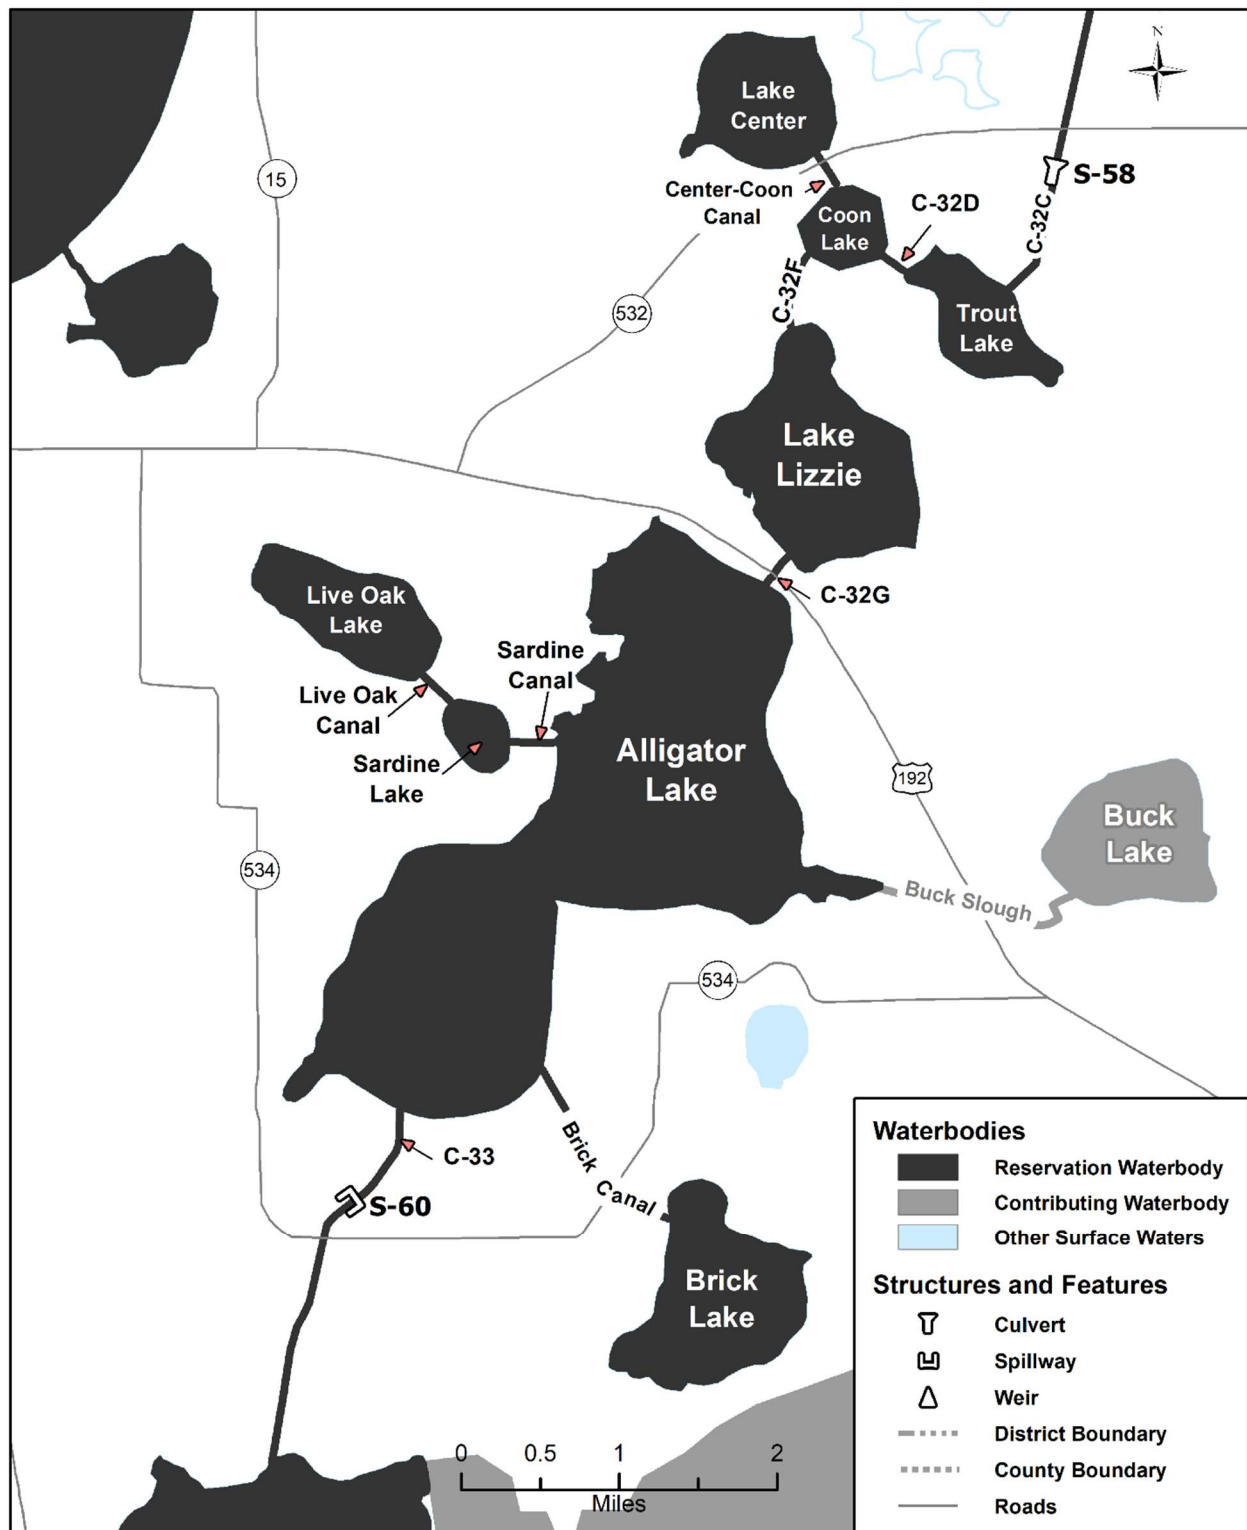 N
Lake
Center
15
S-58
Center-Coon
Canal
C-32D
Coon
Lake
C-32C
C-32F
532
Trout
Lake
Lake
Lizzie
Live Oak
Lake
C-32G
Sardine
Canal
Live Oak
Canal
Sardine
Lake
Alligator
Lake
192
Buck
Lake
534
Buck Slough
534
Brick Canal
C-33
S-60
Brick
Lake
Waterbodies
Reservation Waterbody
Contributing Waterbody
Other Surface Waters
Structures and Features
Culvert
Spillway
Weir
District Boundary
County Boundary
Roads
0 0.5 1 2
Miles